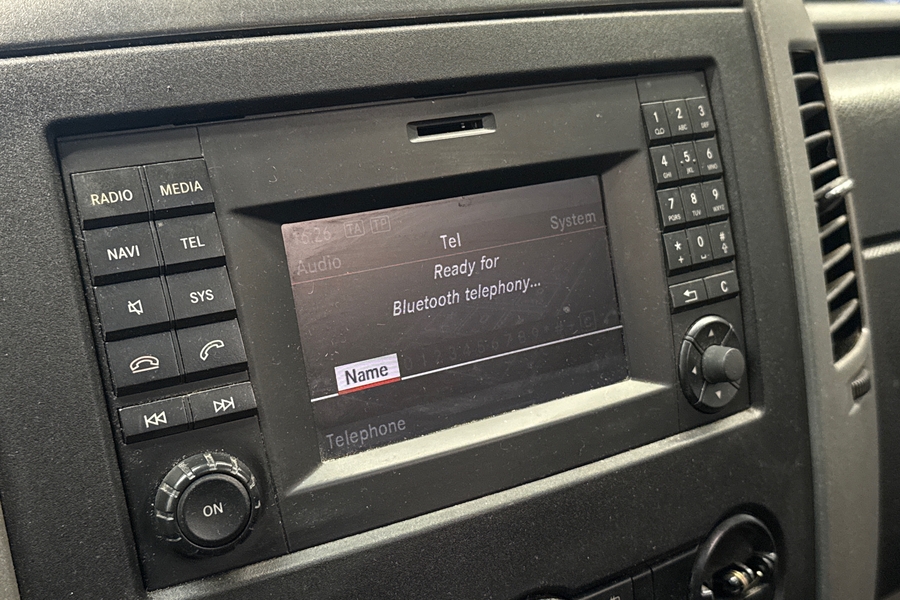 RADIO
MEDIA
NAVI
TEL
SYS
ON
15:26 TA TP
Tel
System
Audio
Ready for
Bluetooth telephony...
Name
Telephone
1 2 ABC 3 DEF
4 GHI 5 JKL 6 MNO
7 PQRS 8 TUV 9 WXYZ
* 0 #
+
C